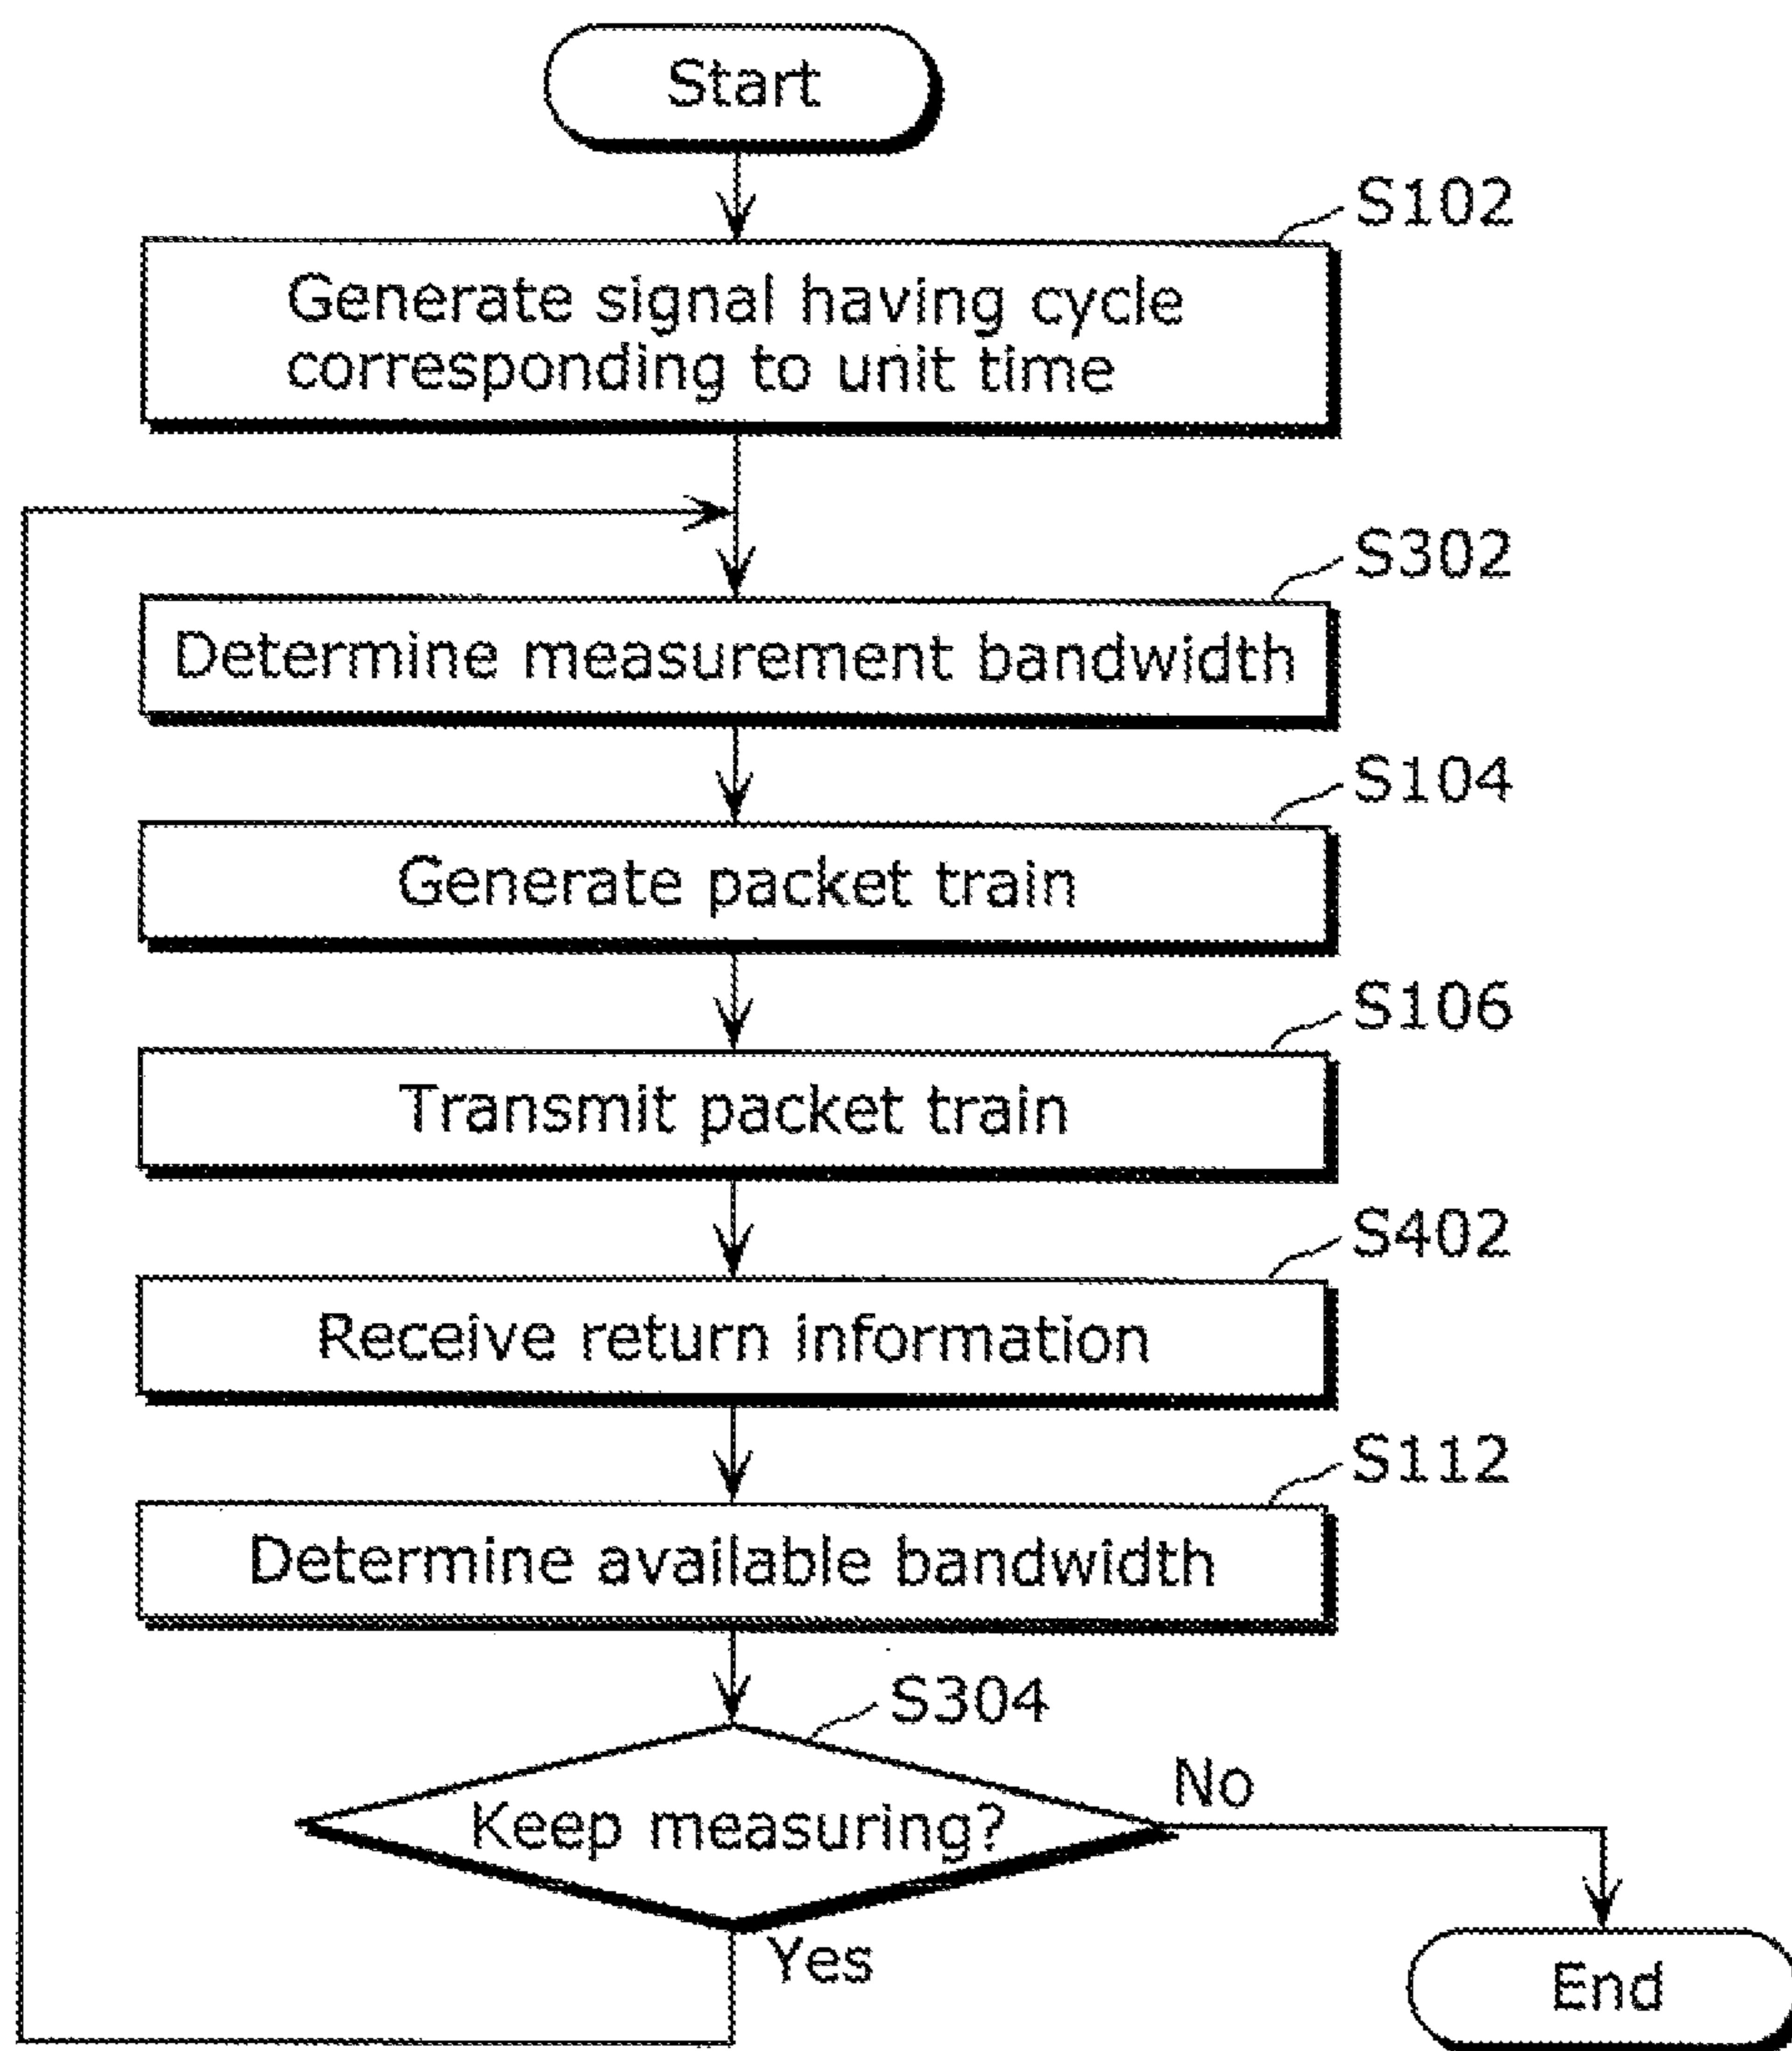 Start
S102
Generate signal having cycle
corresponding to unit time
S302
Determine measurement bandwidth
S104
Generate packet train
S106
Transmit packet train
S402
Receive return information
S112
Determine available bandwidth
S304
Keep measuring?
No
Yes
End